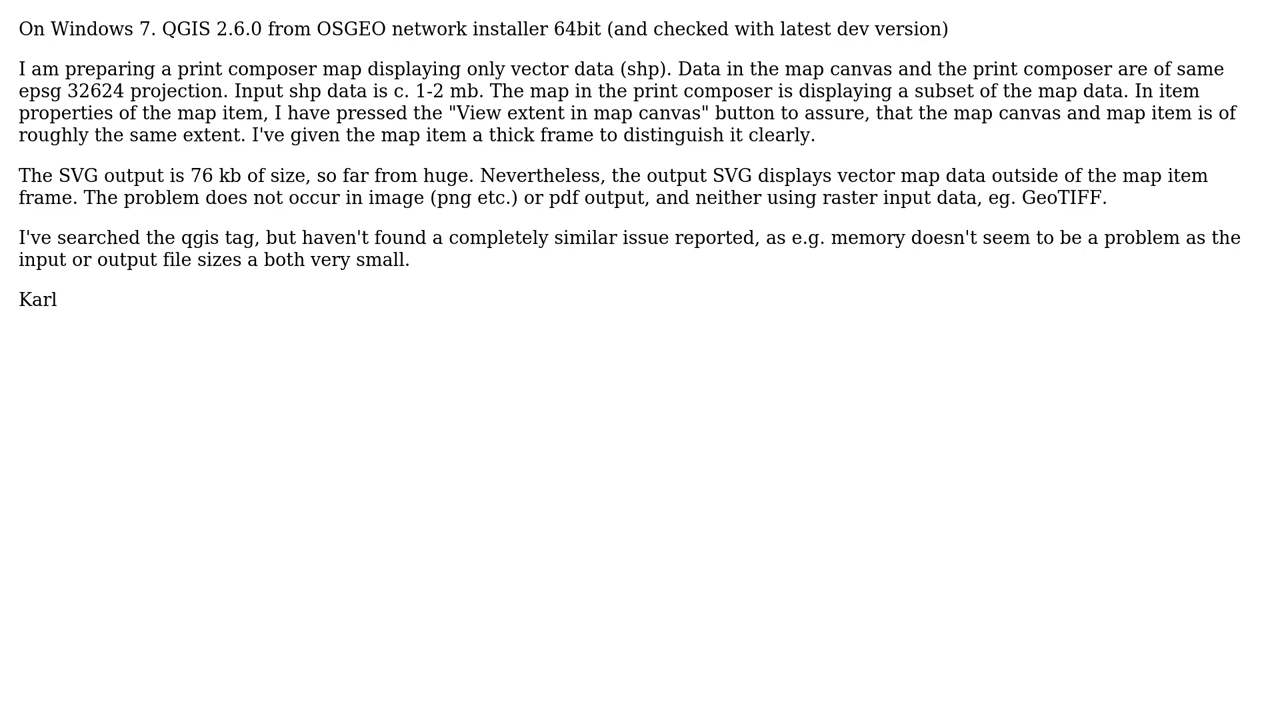 On Windows 7. QGIS 2.6.0 from OSGEO network installer 64bit (and checked with latest dev version)
I am preparing a print composer map displaying only vector data (shp). Data in the map canvas and the print composer are of same
epsg 32624 projection. Input shp data is c. 1-2 mb. The map in the print composer is displaying a subset of the map data. In item
properties of the map item, I have pressed the "View extent in map canvas" button to assure, that the map canvas and map item is of
roughly the same extent. I've given the map item a thick frame to distinguish it clearly.
The SVG output is 76 kb of size, so far from huge. Nevertheless, the output SVG displays vector map data outside of the map item
frame. The problem does not occur in image (png etc.) or pdf output, and neither using raster input data, eg. GeoTIFF.
I've searched the qgis tag, but haven't found a completely similar issue reported, as e.g. memory doesn't seem to be a problem as the
input or output file sizes a both very small.
Karl